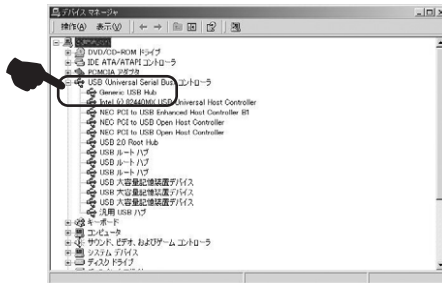 デバイス マネージャ
操作(A) 表示(V)
DVD/CD-ROM ドライブ
IDE ATA/ATAPI コントローラ
PCMCIA アダプタ
USB (Universal Serial Bus) コントローラ
Generic USB Hub
Intel (r) 82440MX USB Universal Host Controller
NEC PCI to USB Enhanced Host Controller B1
NEC PCI to USB Open Host Controller
NEC PCI to USB Open Host Controller
USB 2.0 Root Hub
USB ルート ハブ
USB ルート ハブ
USB ルート ハブ
USB 大容量記憶装置デバイス
USB 大容量記憶装置デバイス
USB 大容量記憶装置デバイス
汎用 USB ハブ
キーボード
コンピュータ
サウンド、ビデオ、およびゲーム コントローラ
システム デバイス
ディスク ドライブ